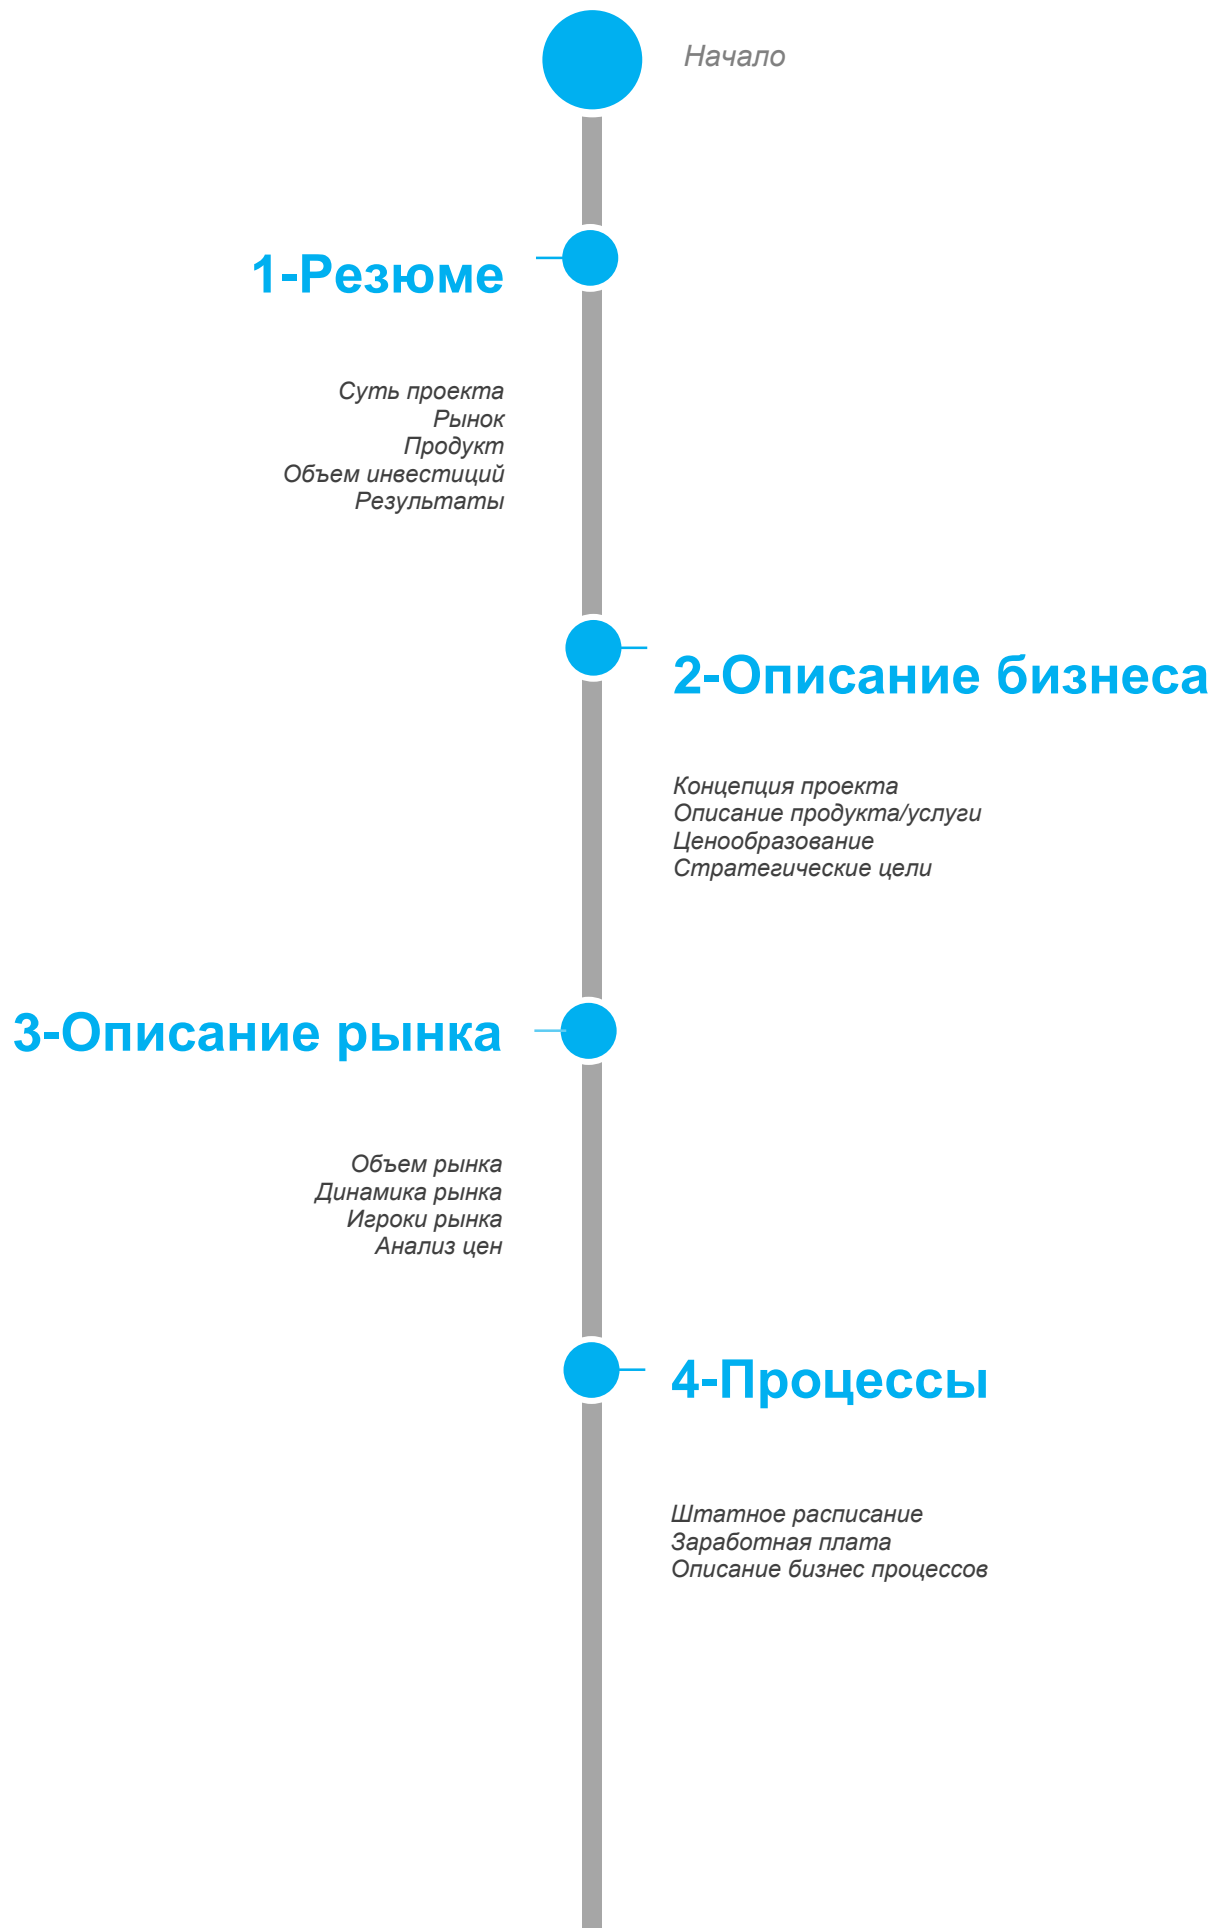 Начало
1-Резюме
Суть проекта
Рынок
Продукт
Объем инвестиций
Результаты
2-Описание бизнеса
Концепция проекта
Описание продукта/услуги
Ценообразование
Стратегические цели
3-Описание рынка
Объем рынка
Динамика рынка
Игроки рынка
Анализ цен
4-Процессы
Штатное расписание
Заработная плата
Описание бизнес процессов